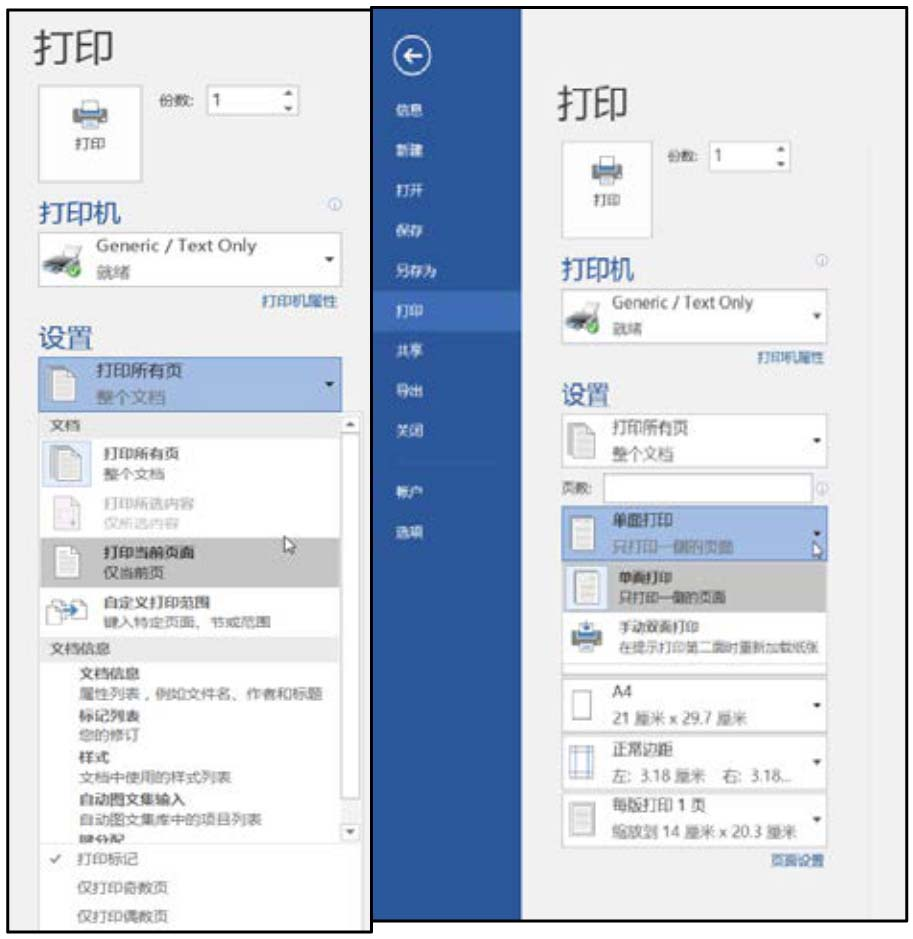 打印
份数: 1
打印
打印机
Generic / Text Only
就绪
打印机属性
设置
打印所有页
整个文档
文档
打印所有页
整个文档
打印所选内容
仅所选内容
打印当前页面
仅当前页
自定义打印范围
键入特定页面、节或范围
文档信息
文档信息
属性列表，例如文件名、作者和标题
标记列表
您的修订
样式
文档中使用的样式列表
自动图文集输入
自动图文集库中的项目列表
键分配
✓ 打印标记
仅打印奇数页
仅打印偶数页
信息
新建
打开
保存
另存为
打印
共享
导出
关闭
帐户
选项
打印
份数: 1
打印
打印机
Generic / Text Only
就绪
打印机属性
设置
打印所有页
整个文档
页数:
单面打印
只打印一侧的页面
单面打印
只打印一侧的页面
手动双面打印
在提示打印第二面时重新加载纸张
A4
21 厘米 x 29.7 厘米
正常边距
左: 3.18 厘米 右: 3.18...
每版打印 1 页
缩放到 14 厘米 x 20.3 厘米
页面设置